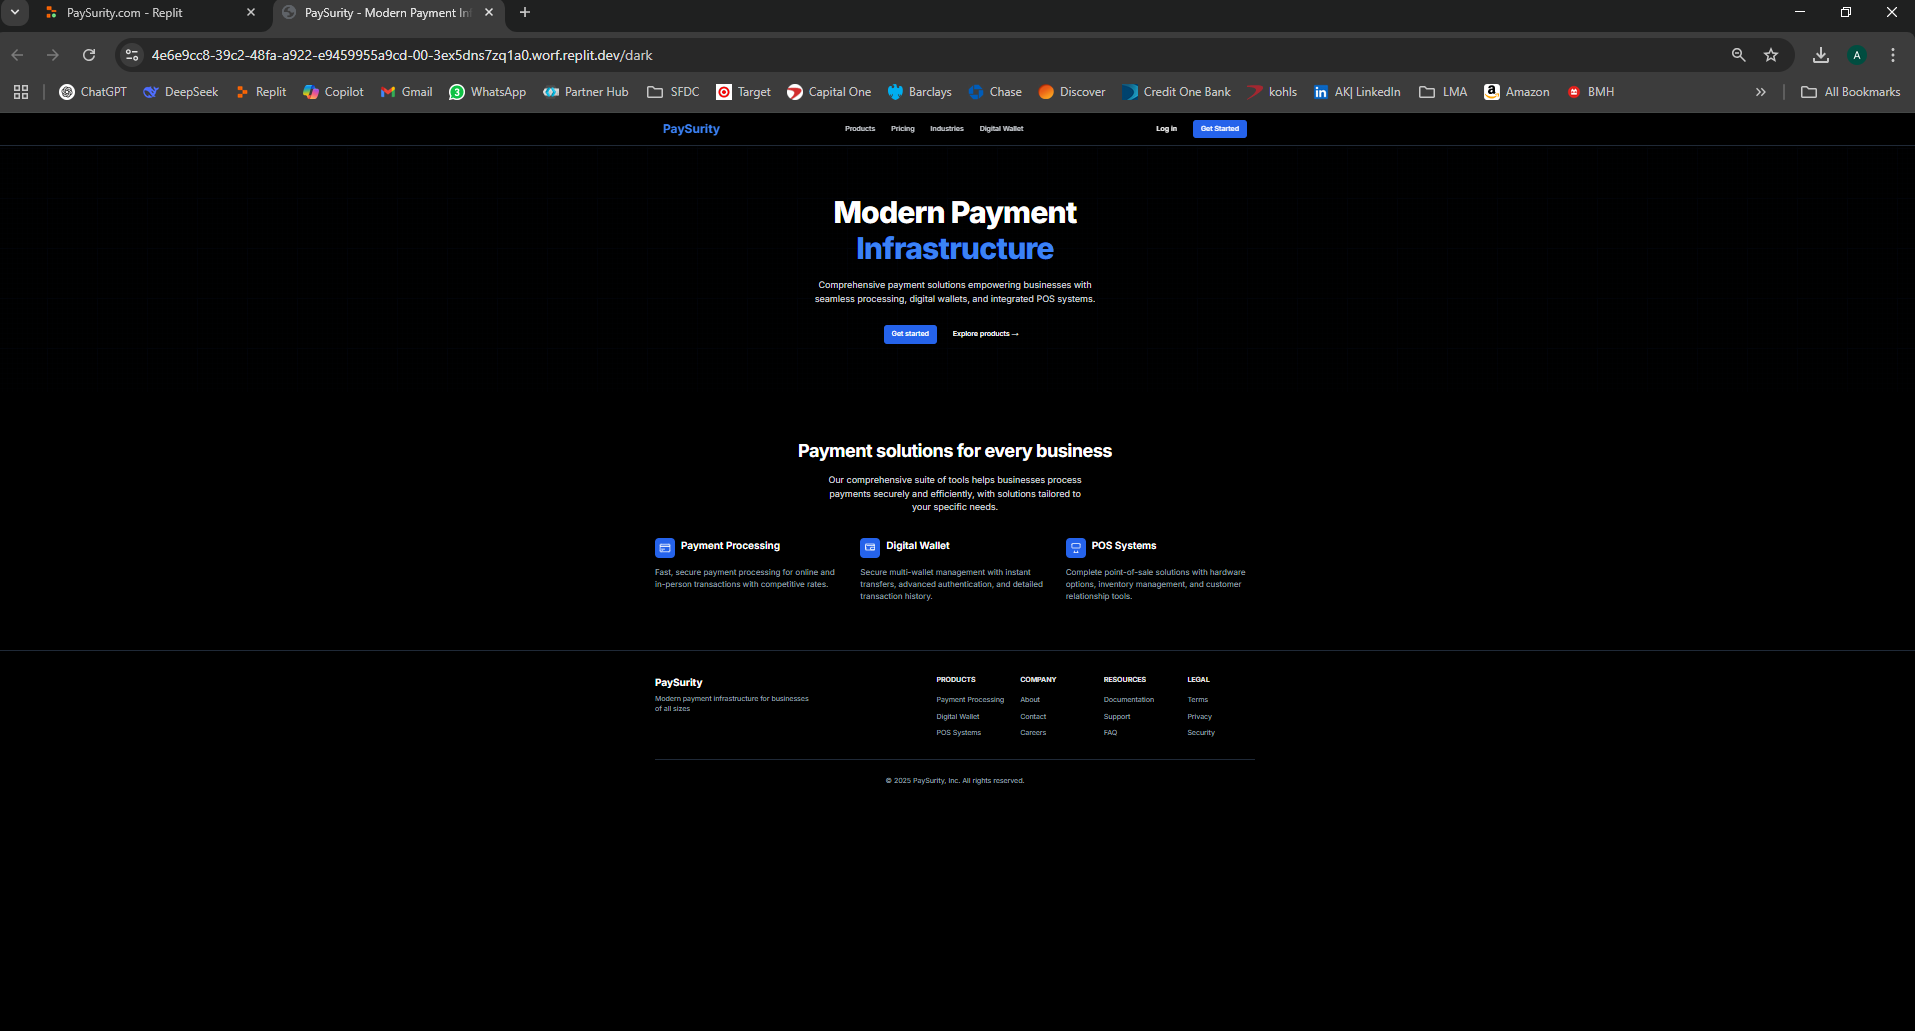 PaySurity.com - Replit
PaySurity - Modern Payment In
4e6e9cc8-39c2-48fa-a922-e9459955a9cd-00-3ex5dns7zq1a0.worf.replit.dev/dark
A
ChatGPT
DeepSeek
Replit
Copilot
Gmail
3
WhatsApp
Partner Hub
SFDC
Target
Capital One
Barclays
Chase
Discover
Credit One Bank
kohls
in
AK| LinkedIn
LMA
a
Amazon
BMH
»
All Bookmarks
PaySurity
Products
Pricing
Industries
Digital Wallet
Log in
Get Started
Modern Payment
Infrastructure
Comprehensive payment solutions empowering businesses with
seamless processing, digital wallets, and integrated POS systems.
Get started
Explore products →
Payment solutions for every business
Our comprehensive suite of tools helps businesses process
payments securely and efficiently, with solutions tailored to
your specific needs.
Payment Processing
Fast, secure payment processing for online and
in-person transactions with competitive rates.
Digital Wallet
Secure multi-wallet management with instant
transfers, advanced authentication, and detailed
transaction history.
POS Systems
Complete point-of-sale solutions with hardware
options, inventory management, and customer
relationship tools.
PaySurity
Modern payment infrastructure for businesses
of all sizes
PRODUCTS
Payment Processing
Digital Wallet
POS Systems
COMPANY
About
Contact
Careers
RESOURCES
Documentation
Support
FAQ
LEGAL
Terms
Privacy
Security
© 2025 PaySurity, Inc. All rights reserved.